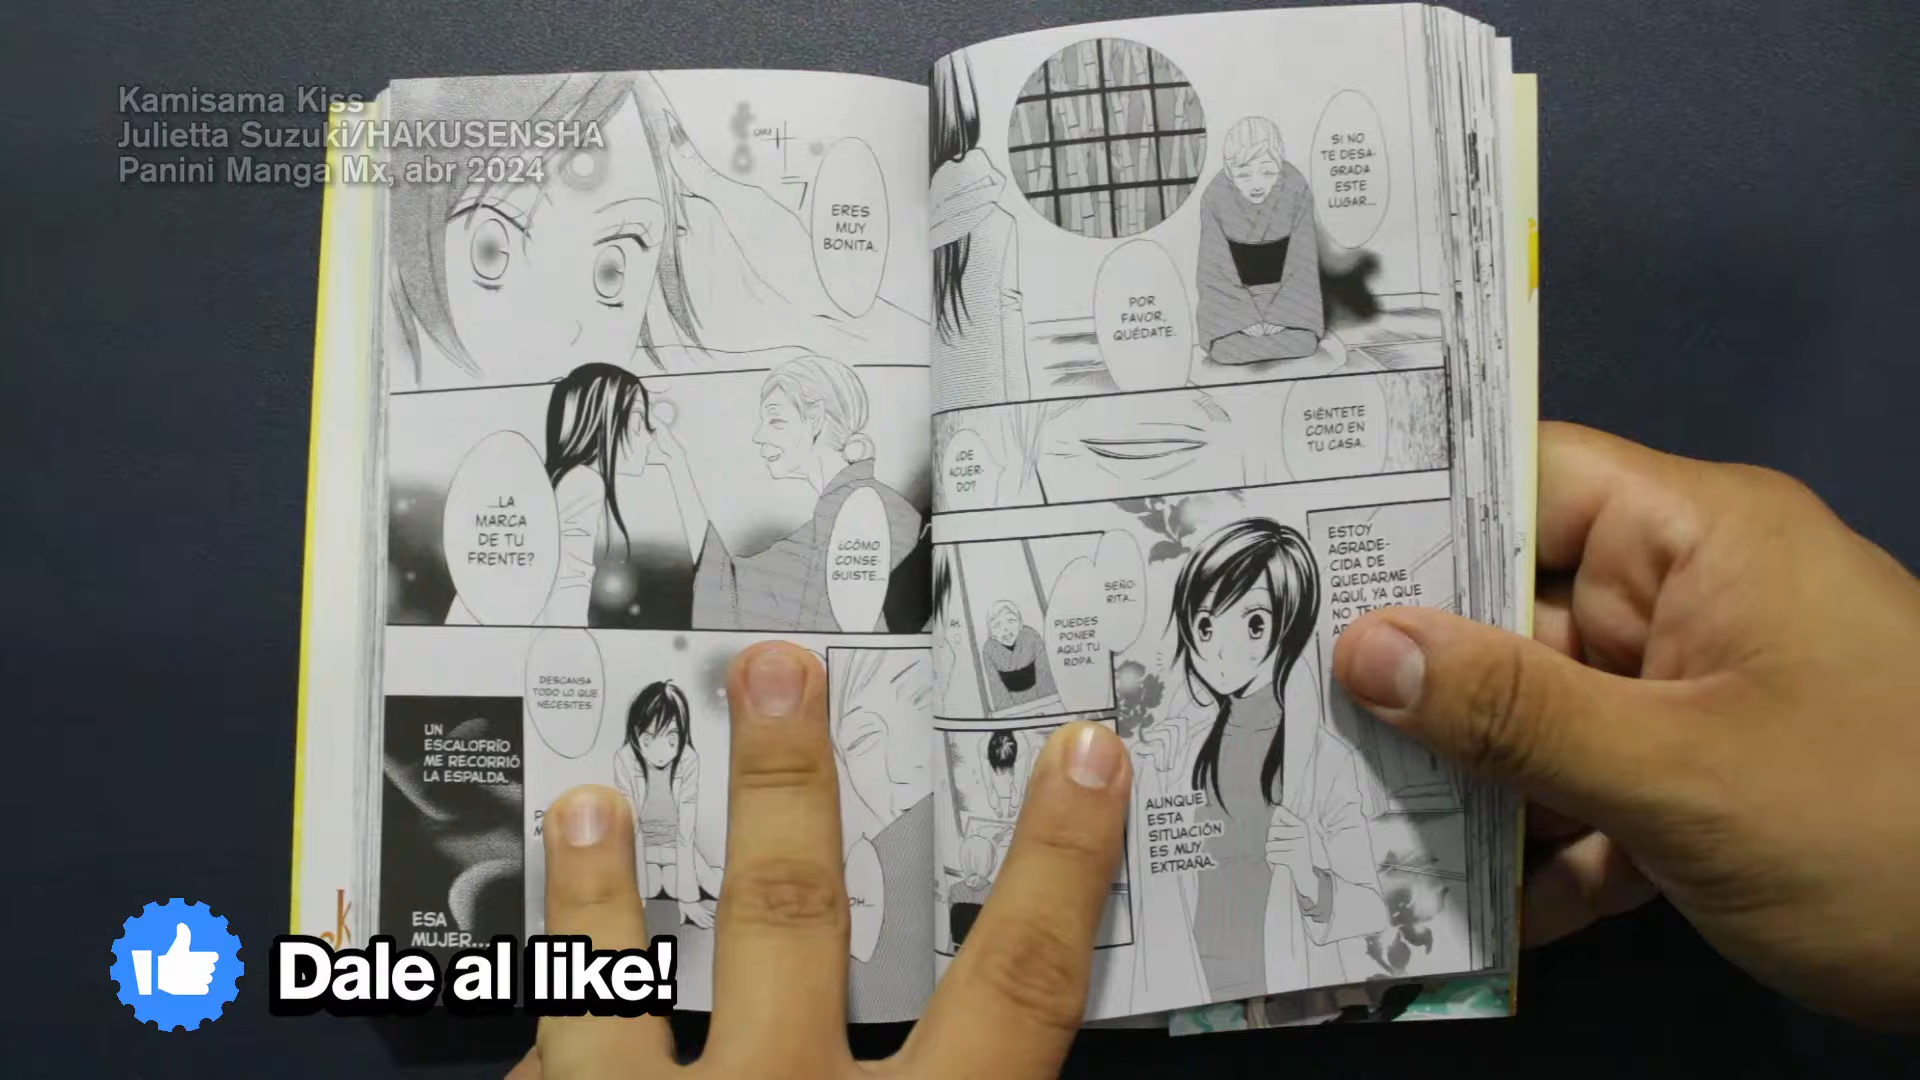 Kamisama Kiss
Julietta Suzuki/HAKUSENSHA
Panini Manga Mx, abr 2024
SI NO
TE DESA-
GRADA
ESTE
LUGAR...
POR
FAVOR,
QUÉDATE.
SIÉNTETE
COMO EN
TU CASA.
¿DE
ACUER-
DO?
ESTOY
AGRADE-
CIDA DE
QUEDARME
AQUÍ, YA QUE
NO TENGO
SEÑO-
RITA...
PUEDES
PONER
AQUÍ TU
ROPA.
AH.
AUNQUE
ESTA
SITUACIÓN
ES MUY
EXTRAÑA.
ERES
MUY
BONITA.
¿CÓMO
CONSE-
GUISTE...
...LA
MARCA
DE TU
FRENTE?
DESCANSA
TODO LO QUE
NECESITES
OH...
UN
ESCALOFRÍO
ME RECORRIÓ
LA ESPALDA.
ESA
MUJER...
Dale al like!